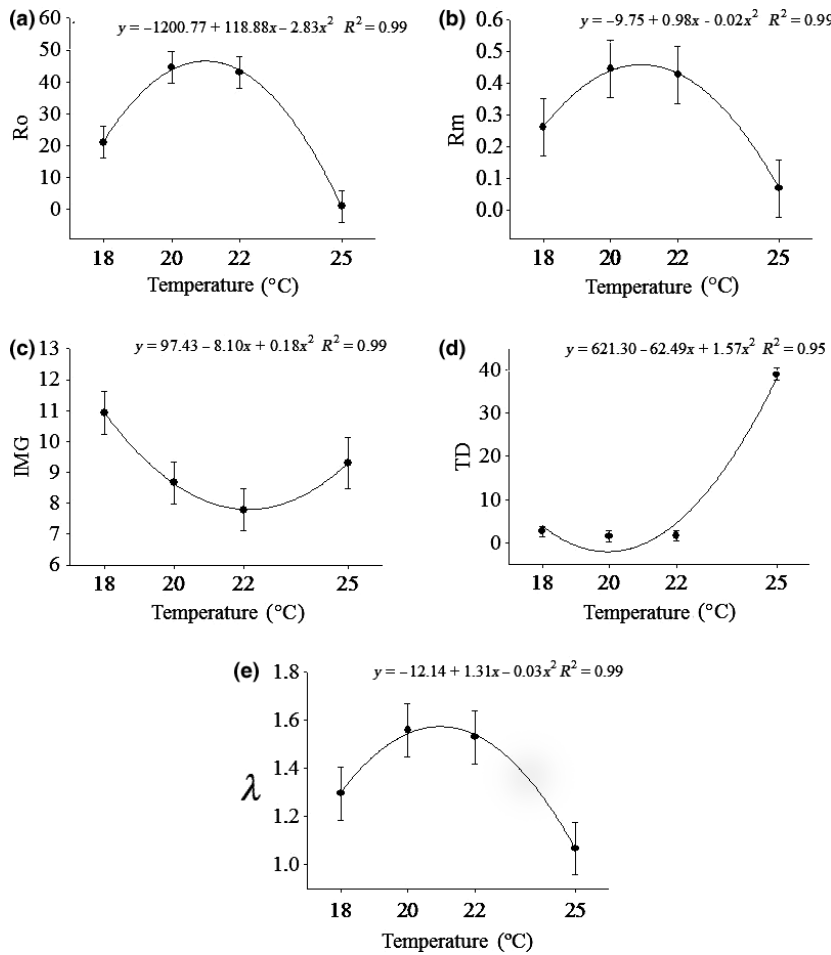 (a)
y = −1200.77 + 118.88x − 2.83x² R² = 0.99
60
50
40
30
20
10
0
Ro
18 20 22 25
Temperature (°C)
(b)
y = −9.75 + 0.98x - 0.02x² R² = 0.99
0.6
0.5
0.4
0.3
0.2
0.1
0.0
Rm
18 20 22 25
Temperature (°C)
(c)
y = 97.43 − 8.10x + 0.18x² R² = 0.99
13
12
11
10
9
8
7
6
IMG
18 20 22 25
Temperature (°C)
(d)
y = 621.30 − 62.49x + 1.57x² R² = 0.95
40
30
20
10
0
TD
18 20 22 25
Temperature (°C)
(e)
y = −12.14 + 1.31x − 0.03x² R² = 0.99
1.8
1.6
1.4
1.2
1.0
λ
18 20 22 25
Temperature (ºC)